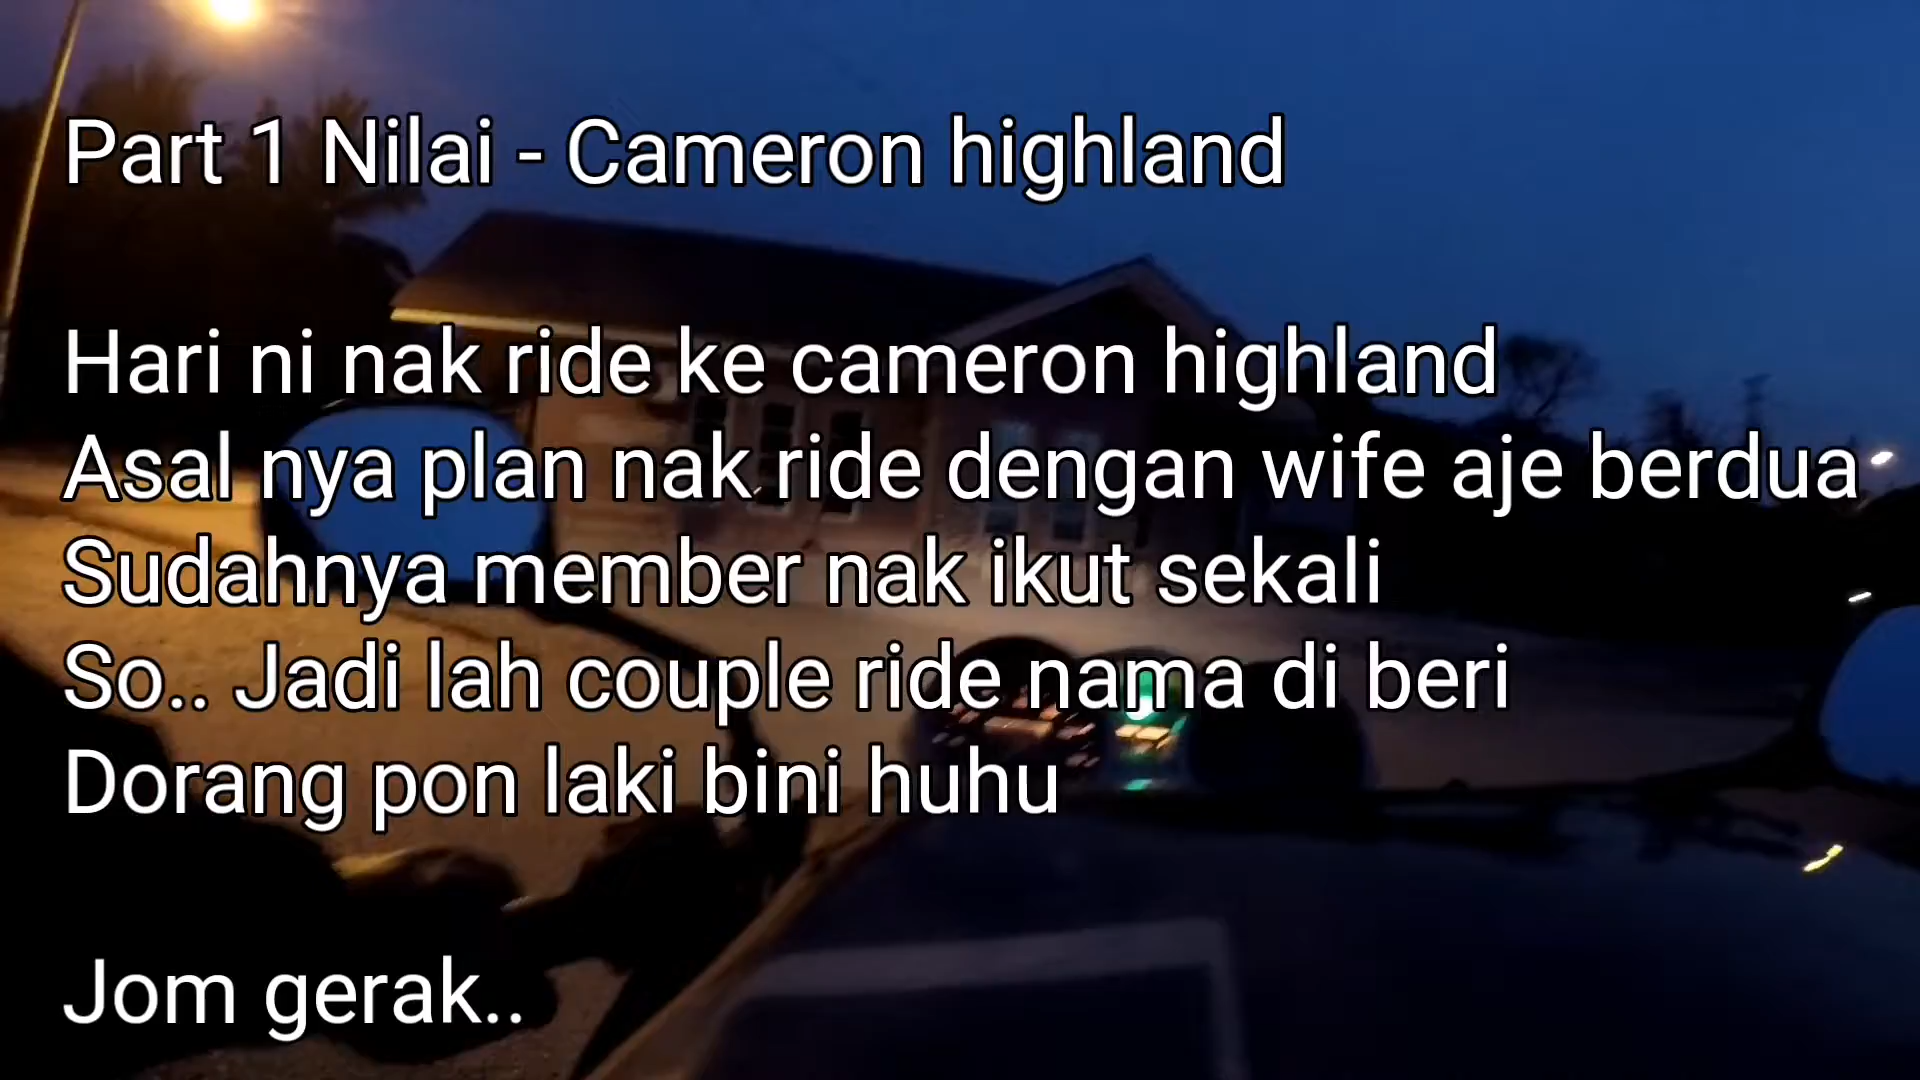 Part 1 Nilai - Cameron highland
Hari ni nak ride ke cameron highland
Asal nya plan nak ride dengan wife aje berdua
Sudahnya member nak ikut sekali
So.. Jadi lah couple ride nama di beri
Dorang pon laki bini huhu
Jom gerak..